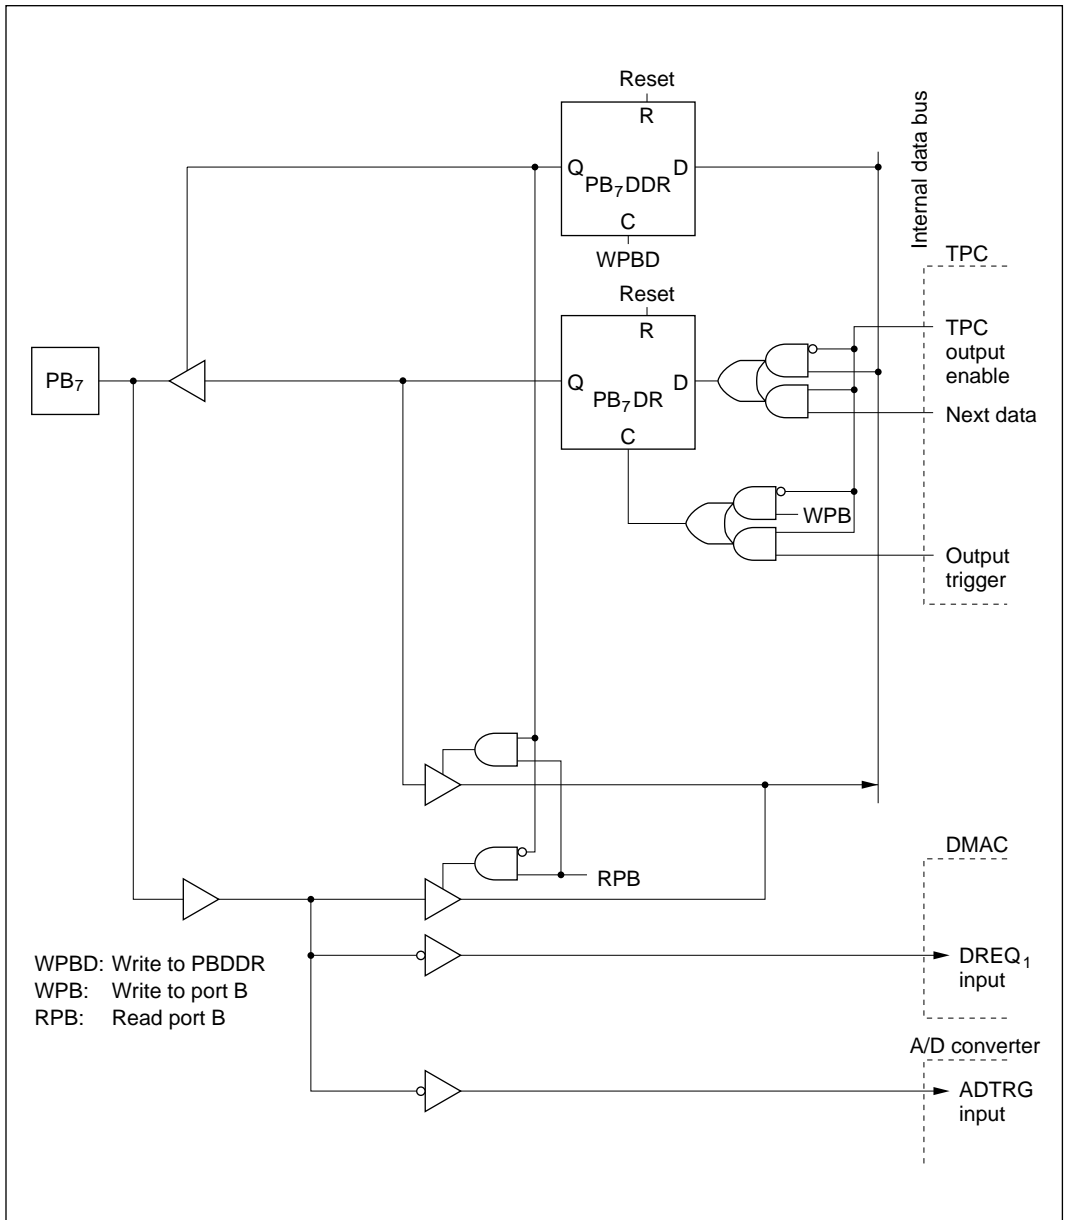 Reset
R
Q
D
PB7DDR
C
WPBD
Internal data bus
TPC
Reset
R
TPC
output
enable
PB7
Q
D
PB7DR
C
Next data
WPB
Output
trigger
DMAC
RPB
WPBD: Write to PBDDR
WPB: Write to port B
RPB: Read port B
DREQ1
input
A/D converter
ADTRG
input